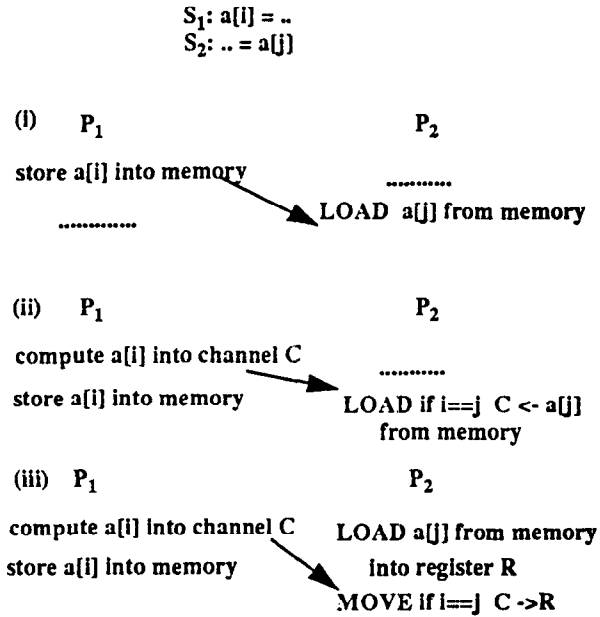 S₁: a[i] = ..
S₂: .. = a[j]
(i) P₁ P₂
store a[i] into memory ............
.............. LOAD a[j] from memory
(ii) P₁ P₂
compute a[i] into channel C ............
store a[i] into memory LOAD if i==j C <- a[j]
from memory
(iii) P₁ P₂
compute a[i] into channel C LOAD a[j] from memory
store a[i] into memory into register R
MOVE if i==j C ->R